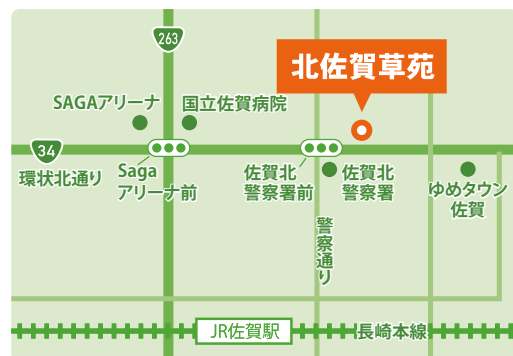 263
北佐賀草苑
SAGAアリーナ
国立佐賀病院
34
環状北通り
Saga
アリーナ前
佐賀北
警察署前
佐賀北
警察署
ゆめタウン
佐賀
警察通り
JR佐賀駅
長崎本線